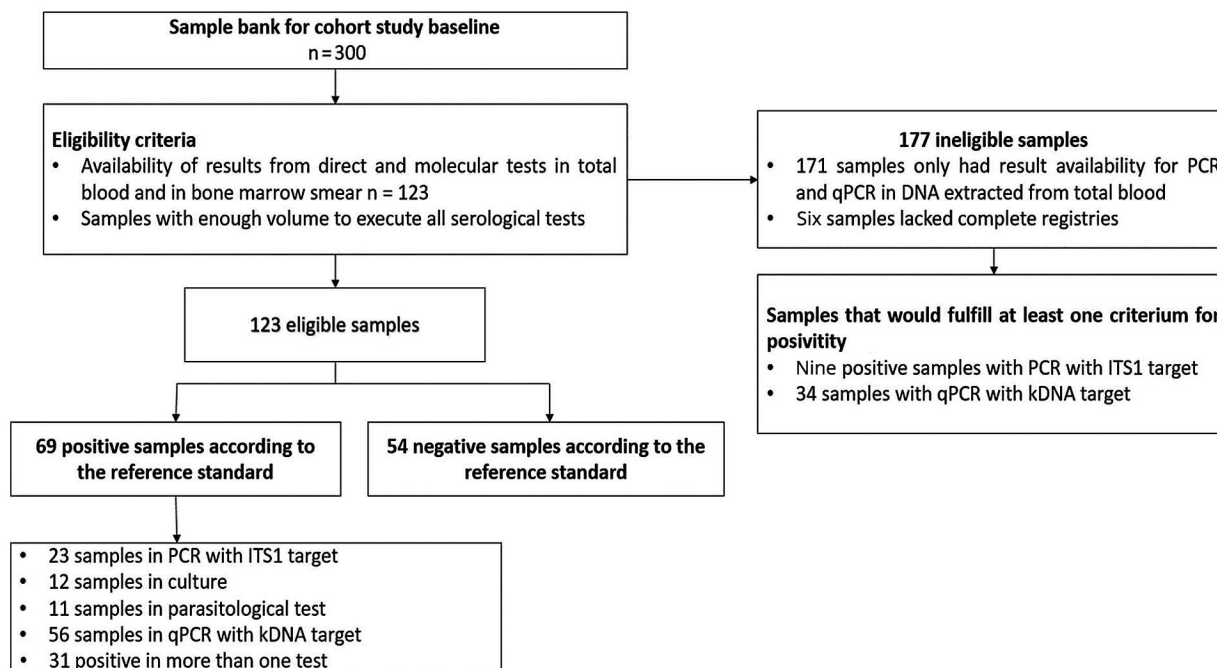 Sample bank for cohort study baseline
n = 300
Eligibility criteria
• Availability of results from direct and molecular tests in total
blood and in bone marrow smear n = 123
• Samples with enough volume to execute all serological tests
177 ineligible samples
• 171 samples only had result availability for PCR
and qPCR in DNA extracted from total blood
• Six samples lacked complete registries
Samples that would fulfill at least one criterium for
posivitity
• Nine positive samples with PCR with ITS1 target
• 34 samples with qPCR with kDNA target
123 eligible samples
69 positive samples according to
the reference standard
54 negative samples according to the
reference standard
• 23 samples in PCR with ITS1 target
• 12 samples in culture
• 11 samples in parasitological test
• 56 samples in qPCR with kDNA target
• 31 positive in more than one test